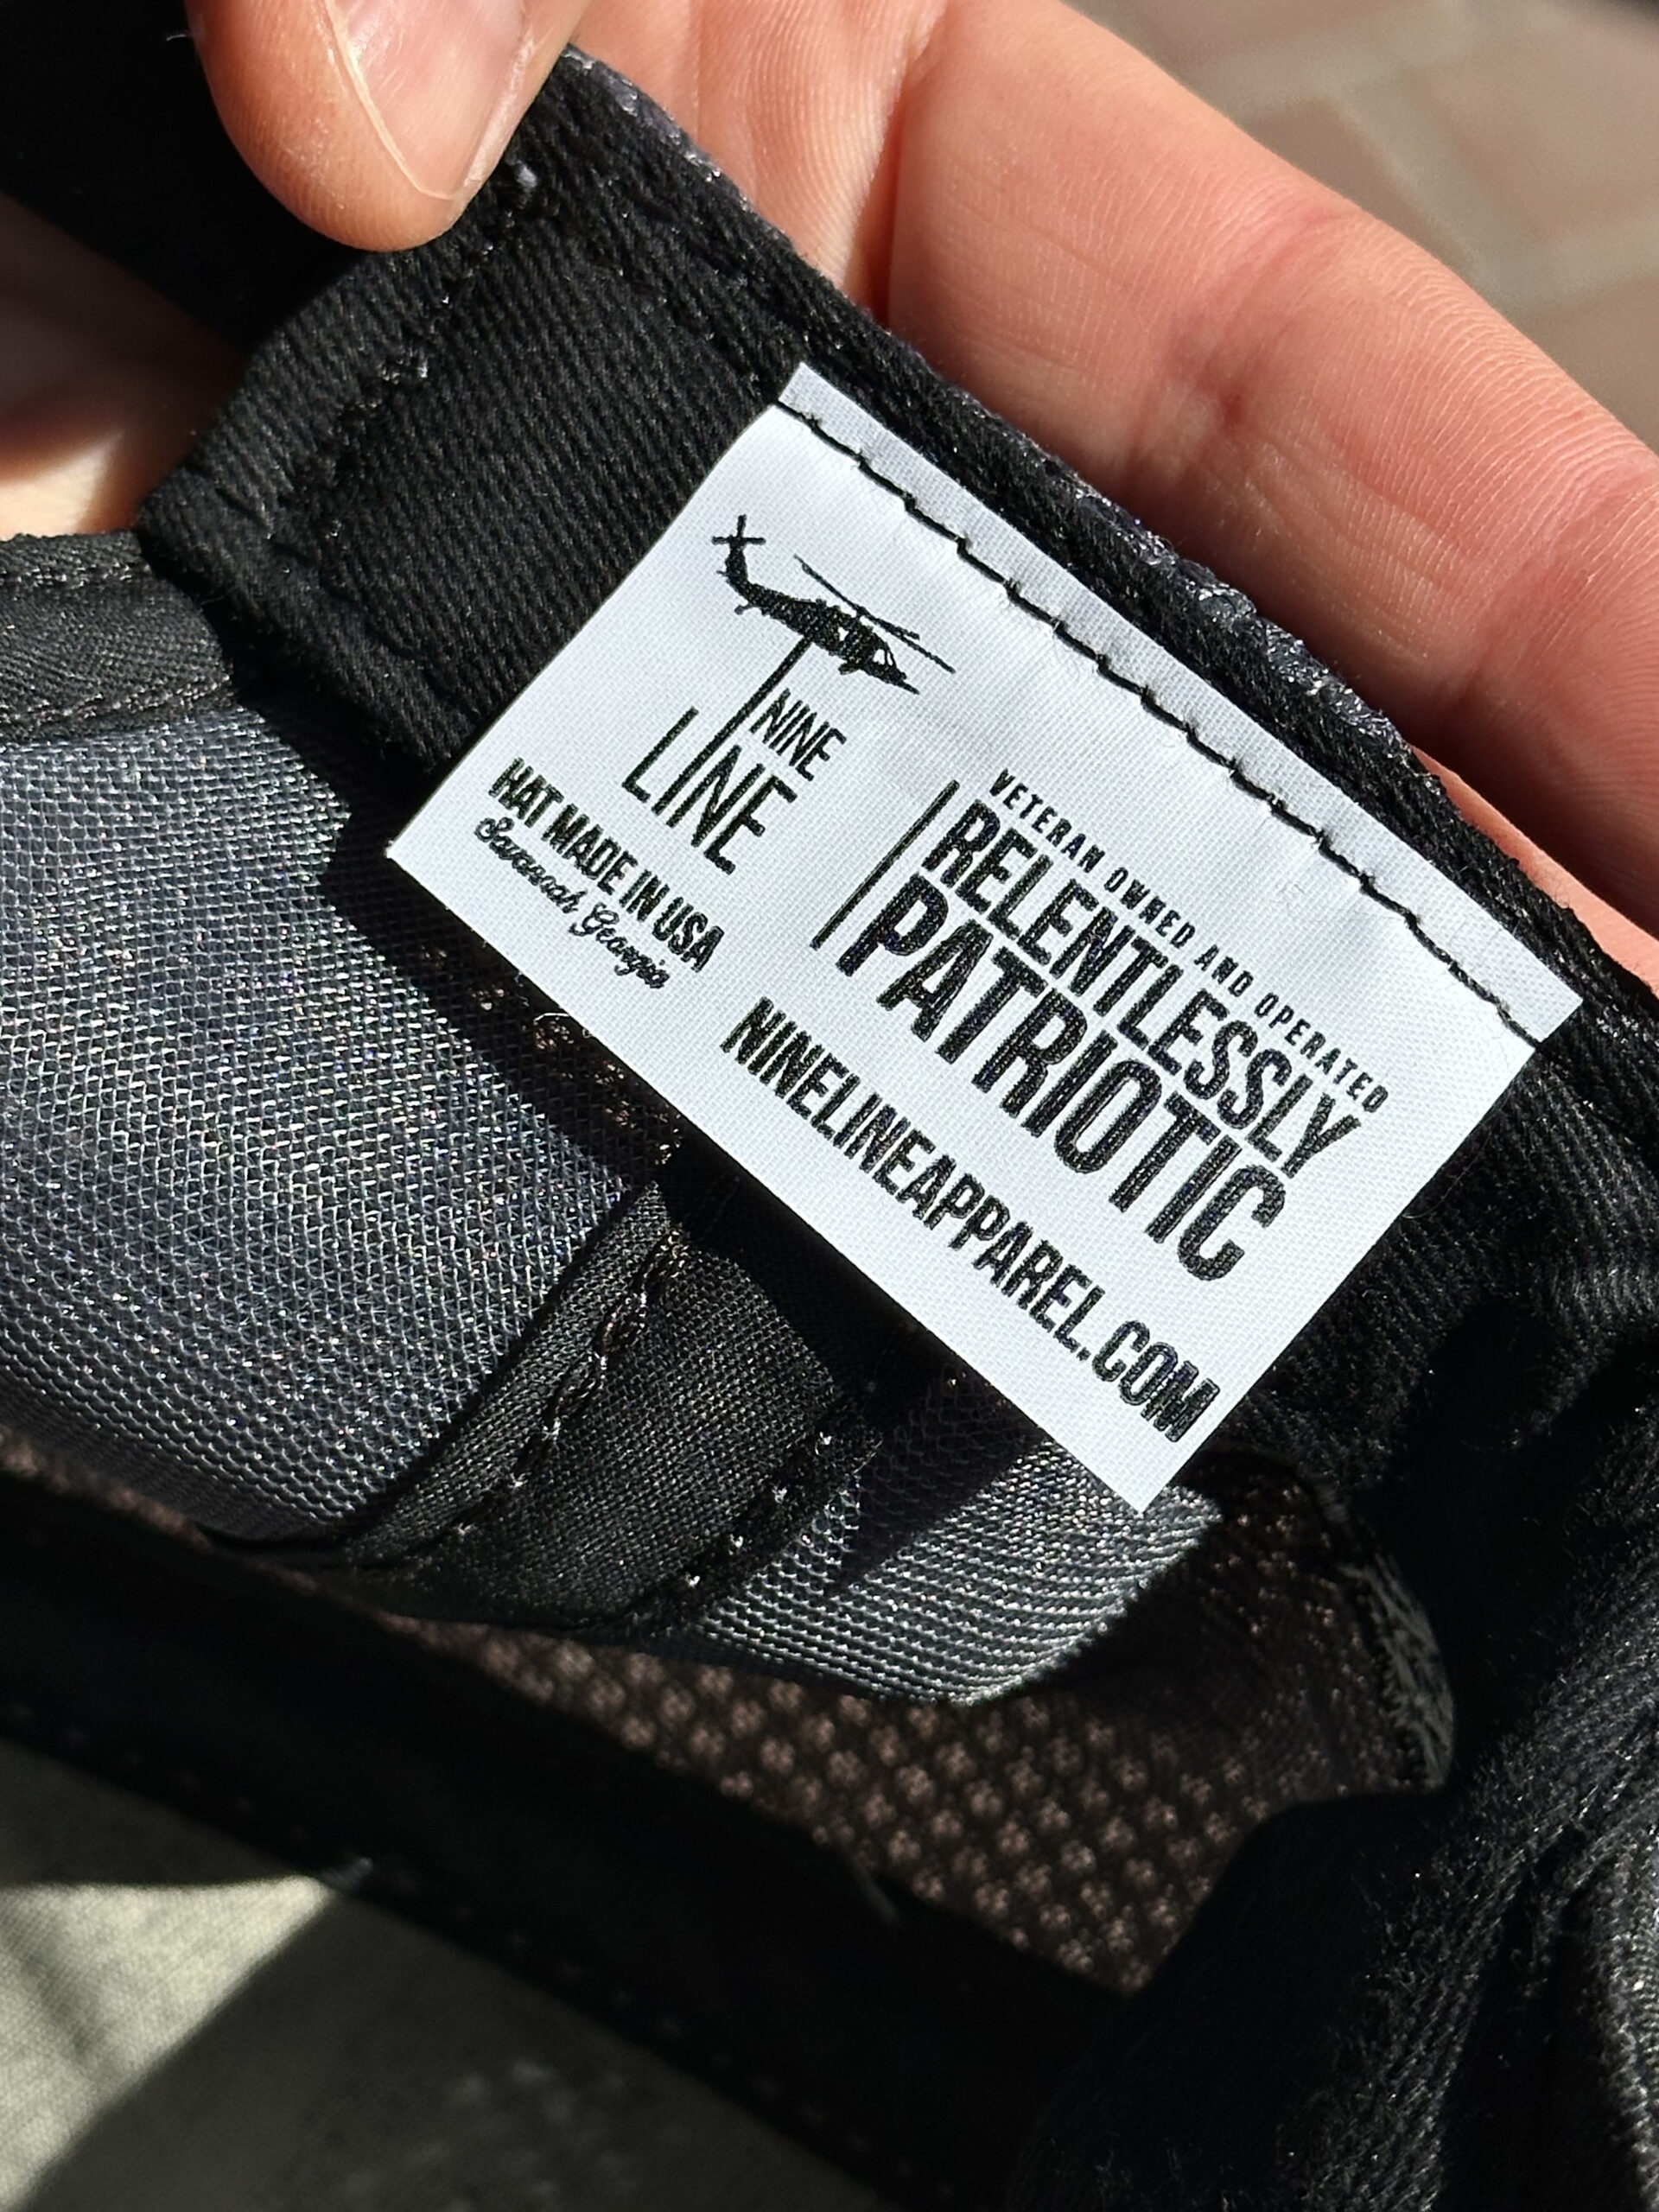 NINE
LINE
HAT MADE IN USA
Savannah Georgia
VETERAN OWNED AND OPERATED
RELENTLESSLY
PATRIOTIC
NINELINEAPPAREL.COM